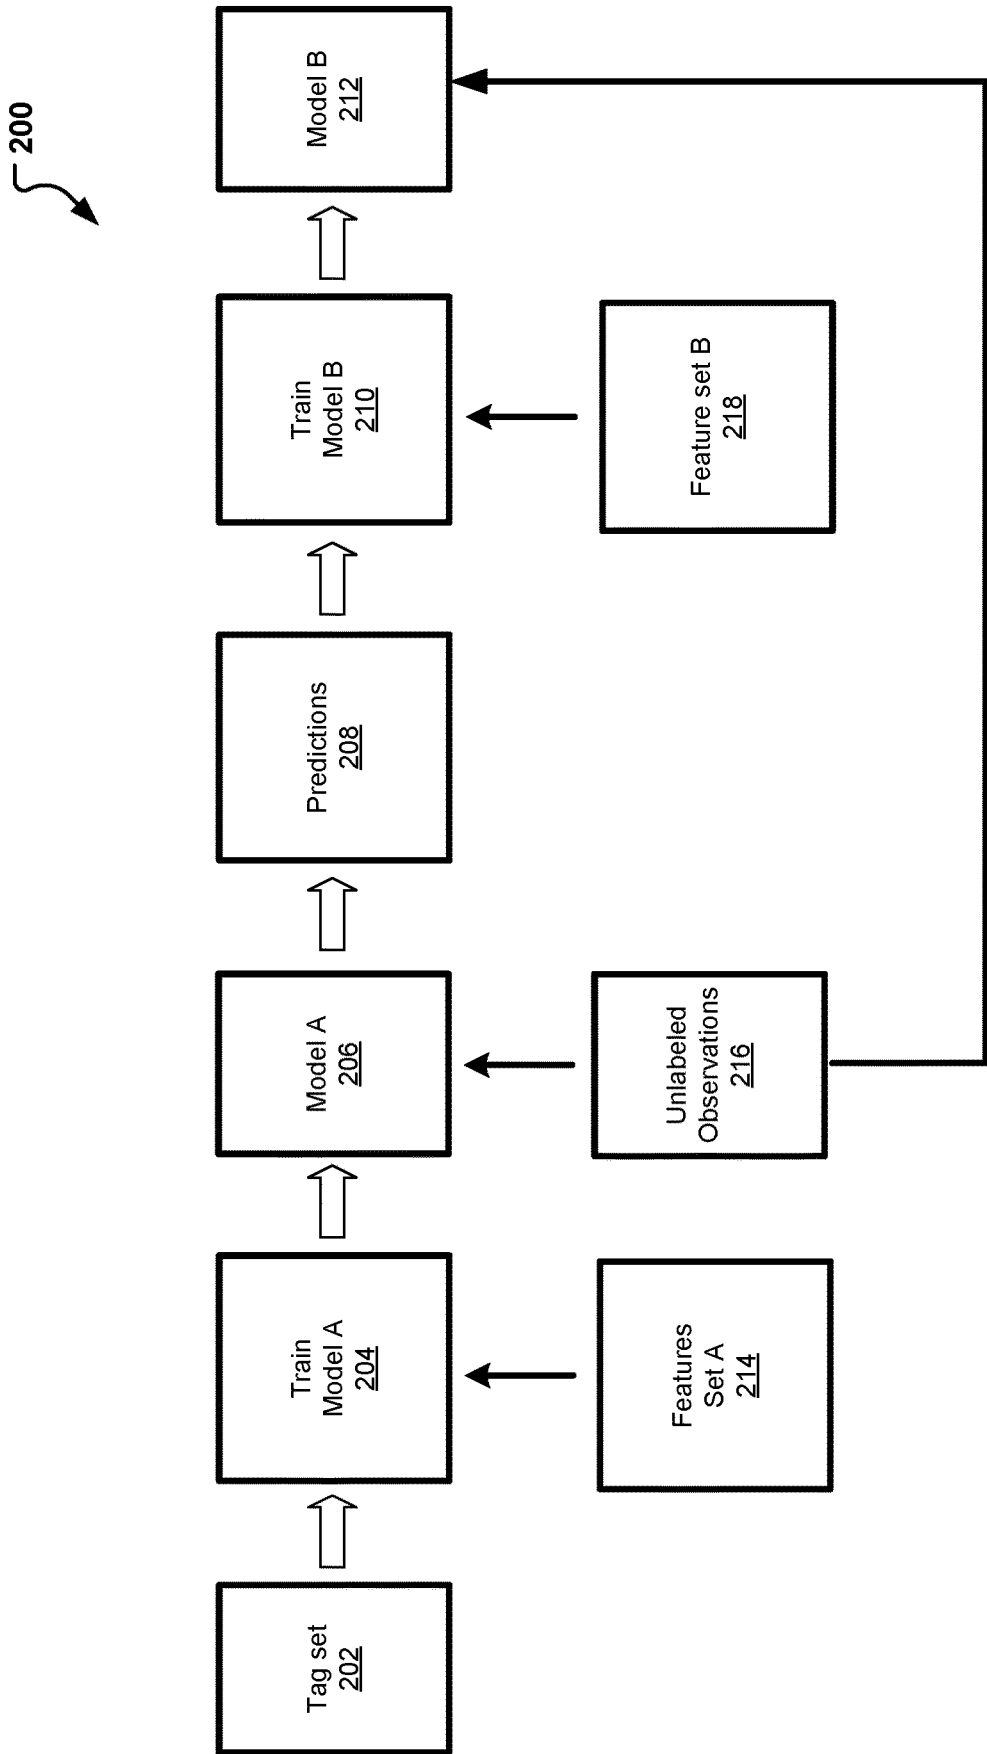 200
Tag set
202
Train
Model A
204
Model A
206
Predictions
208
Train
Model B
210
Model B
212
Features
Set A
214
Unlabeled
Observations
216
Feature set B
218